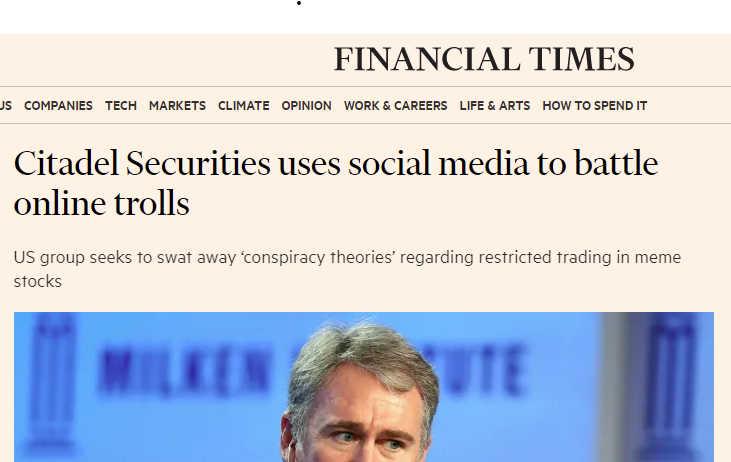 FINANCIAL TIMES
US COMPANIES TECH MARKETS CLIMATE OPINION WORK & CAREERS LIFE & ARTS HOW TO SPEND IT
Citadel Securities uses social media to battle
online trolls
US group seeks to swat away ‘conspiracy theories’ regarding restricted trading in meme
stocks
MILKEN UTE